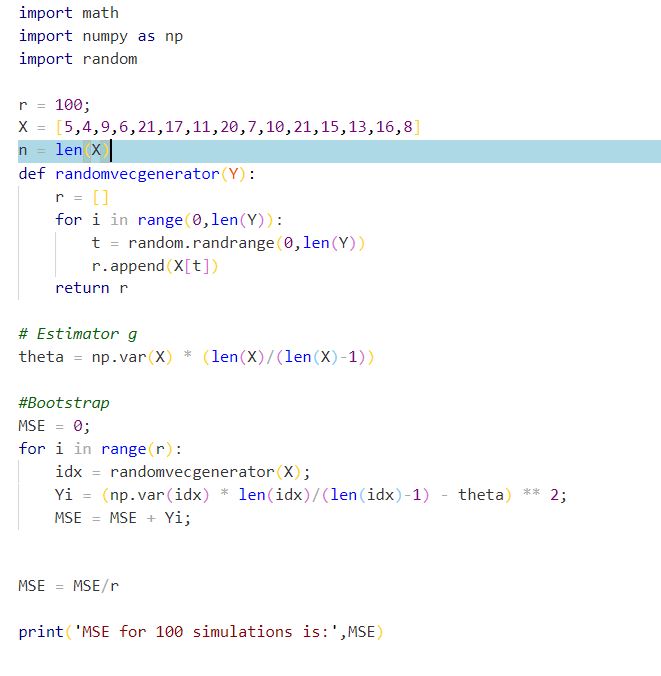 import math
import numpy as np
import random
r = 100;
X = [5,4,9,6,21,17,11,20,7,10,21,15,13,16,8]
n = len(X)
def randomvecgenerator(Y):
    r = []
    for i in range(0,len(Y)):
        t = random.randrange(0,len(Y))
        r.append(X[t])
    return r
# Estimator g
theta = np.var(X) * (len(X)/(len(X)-1))
#Bootstrap
MSE = 0;
for i in range(r):
    idx = randomvecgenerator(X);
    Yi = (np.var(idx) * len(idx)/(len(idx)-1) - theta) ** 2;
    MSE = MSE + Yi;
MSE = MSE/r
print('MSE for 100 simulations is:',MSE)